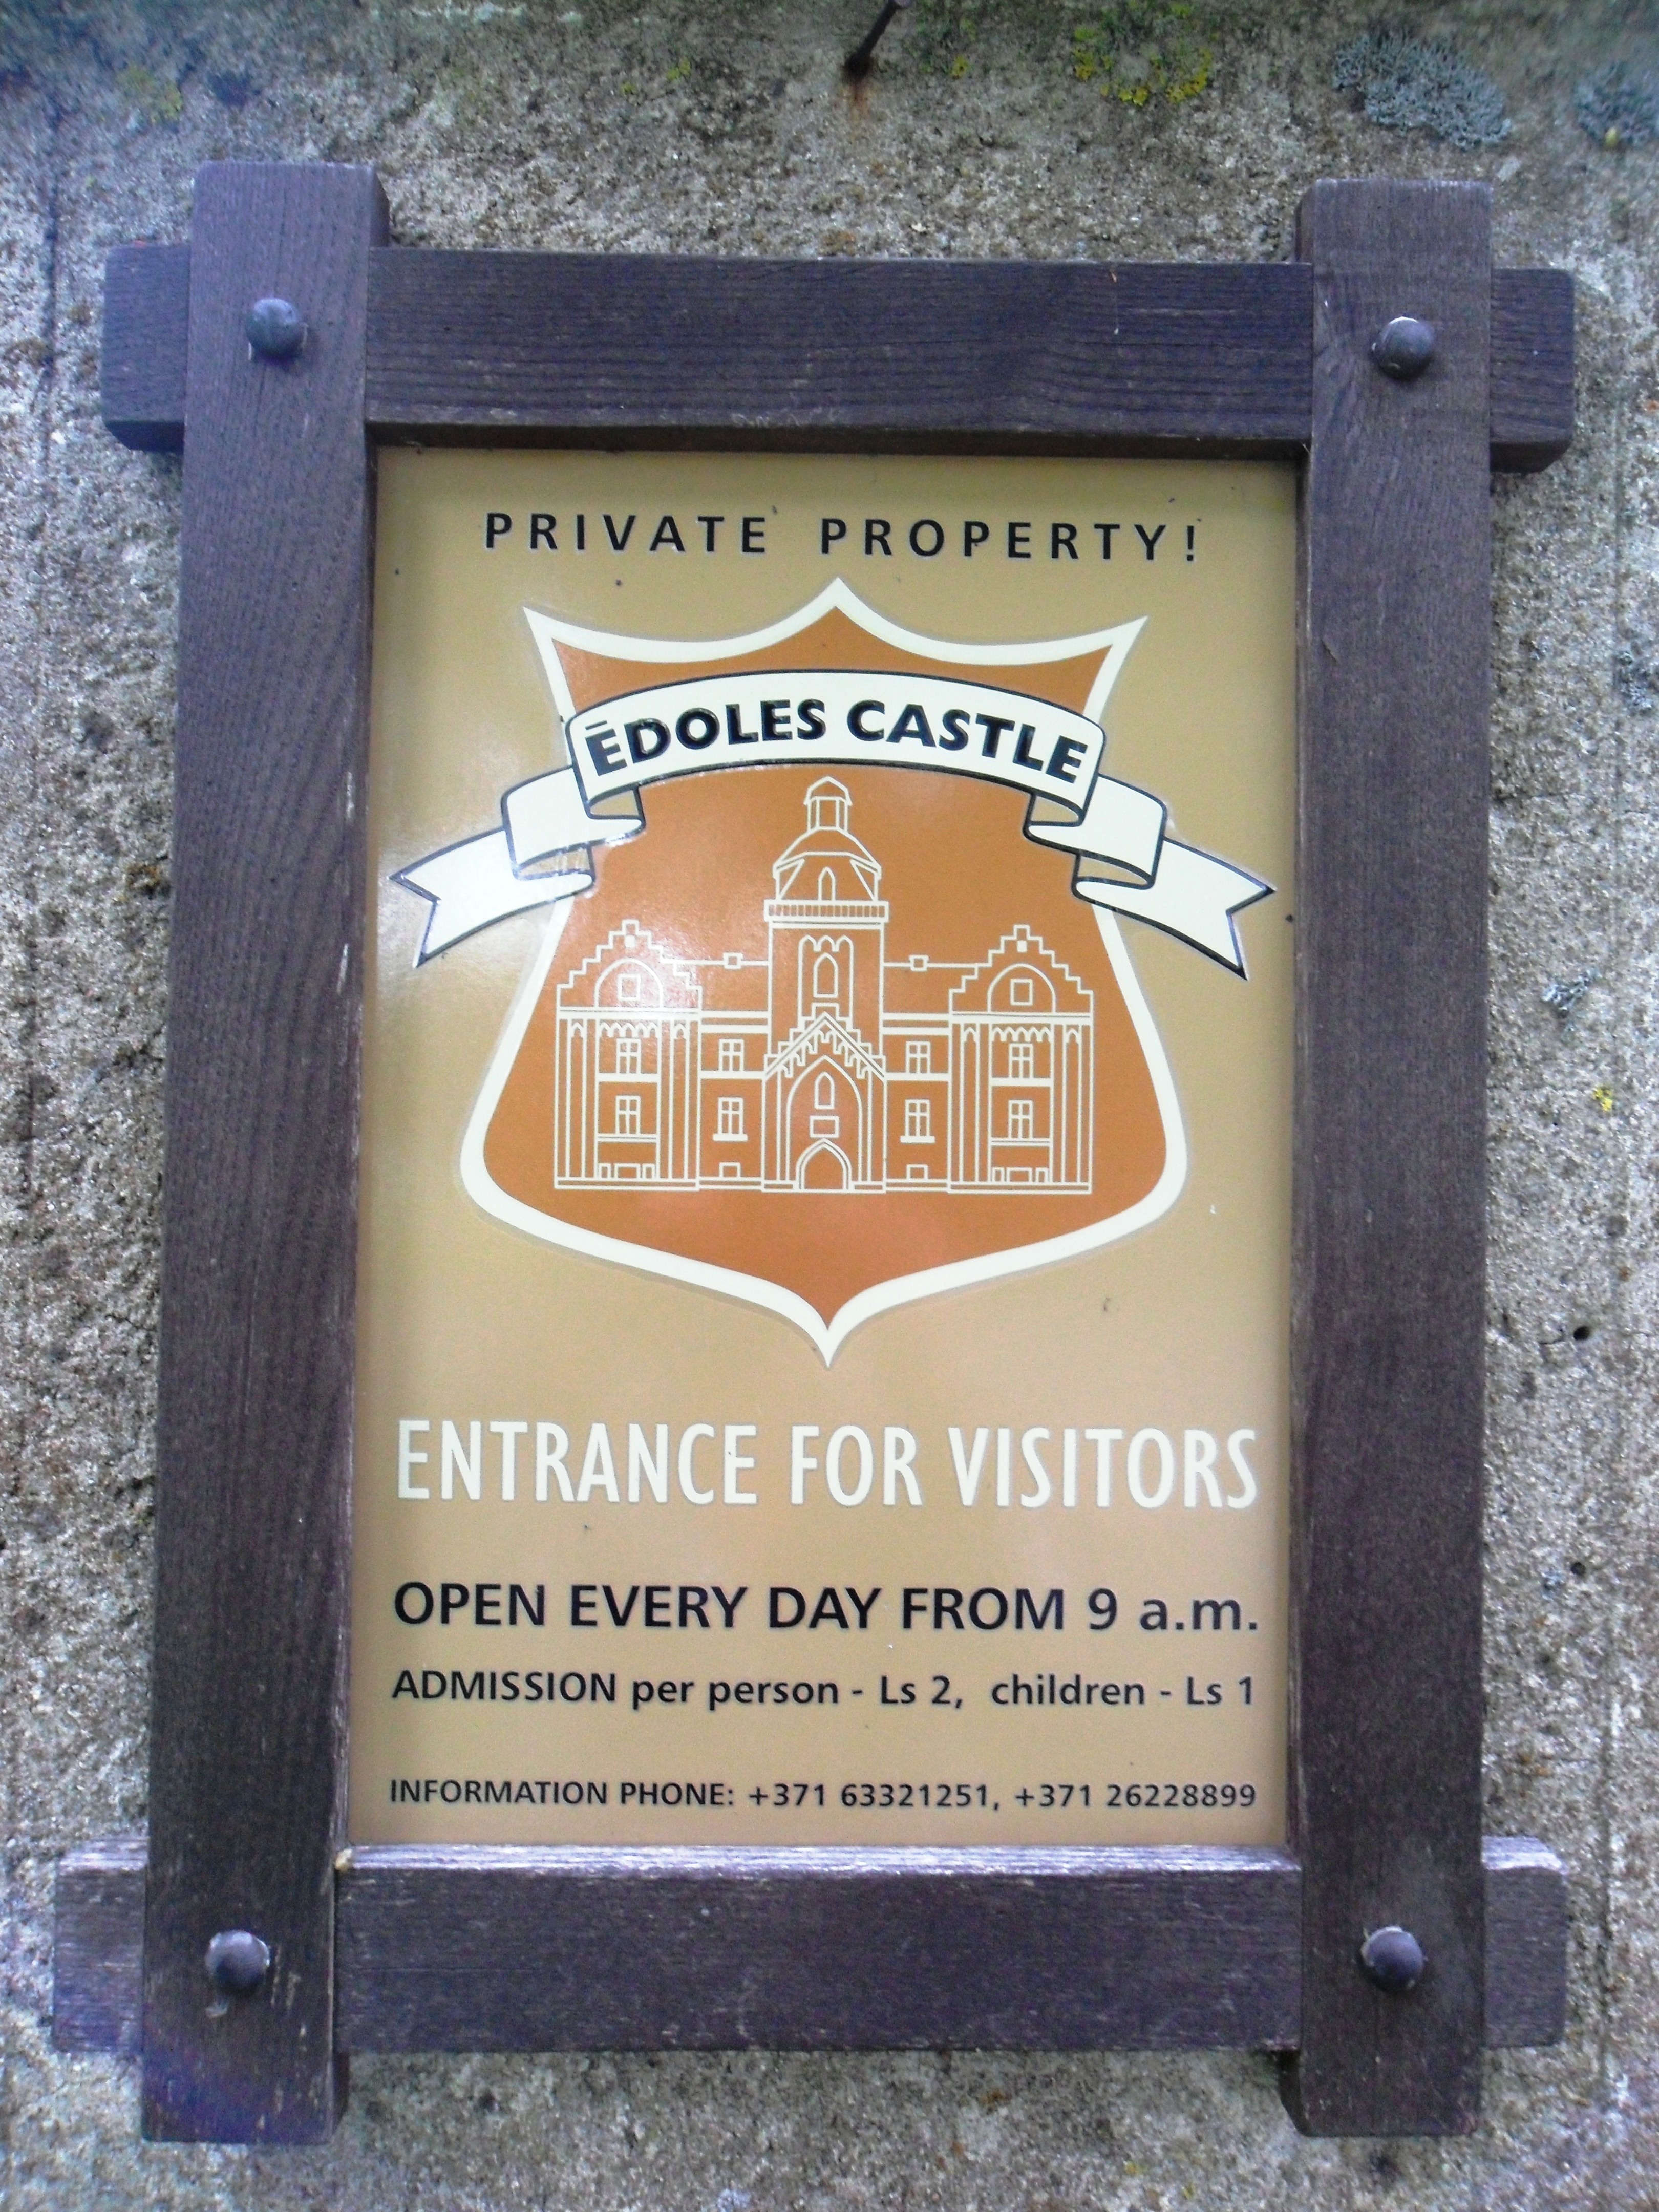 PRIVATE PROPERTY!
ĒDOLES CASTLE
ENTRANCE FOR VISITORS
OPEN EVERY DAY FROM 9 a.m.
ADMISSION per person - Ls 2, children - Ls 1
INFORMATION PHONE: +371 63321251, +371 26228899